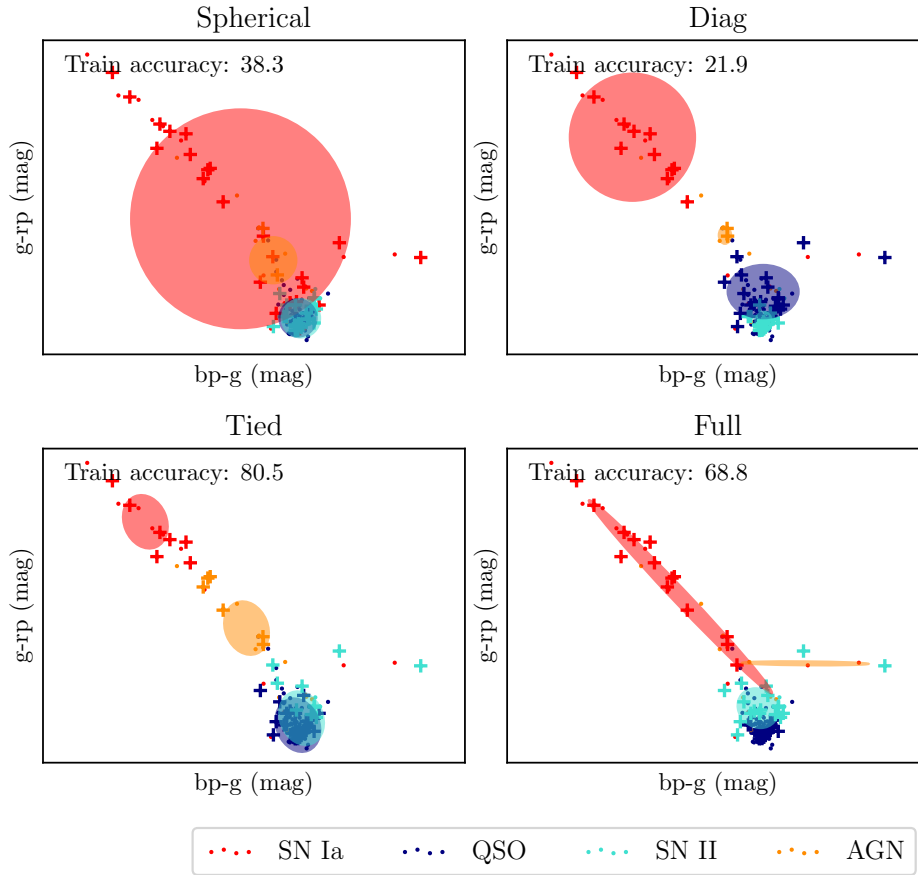 Spherical
Diag
Train accuracy: 38.3
Train accuracy: 21.9
g-rp (mag)
g-rp (mag)
bp-g (mag)
bp-g (mag)
Tied
Full
Train accuracy: 80.5
Train accuracy: 68.8
g-rp (mag)
g-rp (mag)
bp-g (mag)
bp-g (mag)
SN Ia QSO SN II AGN